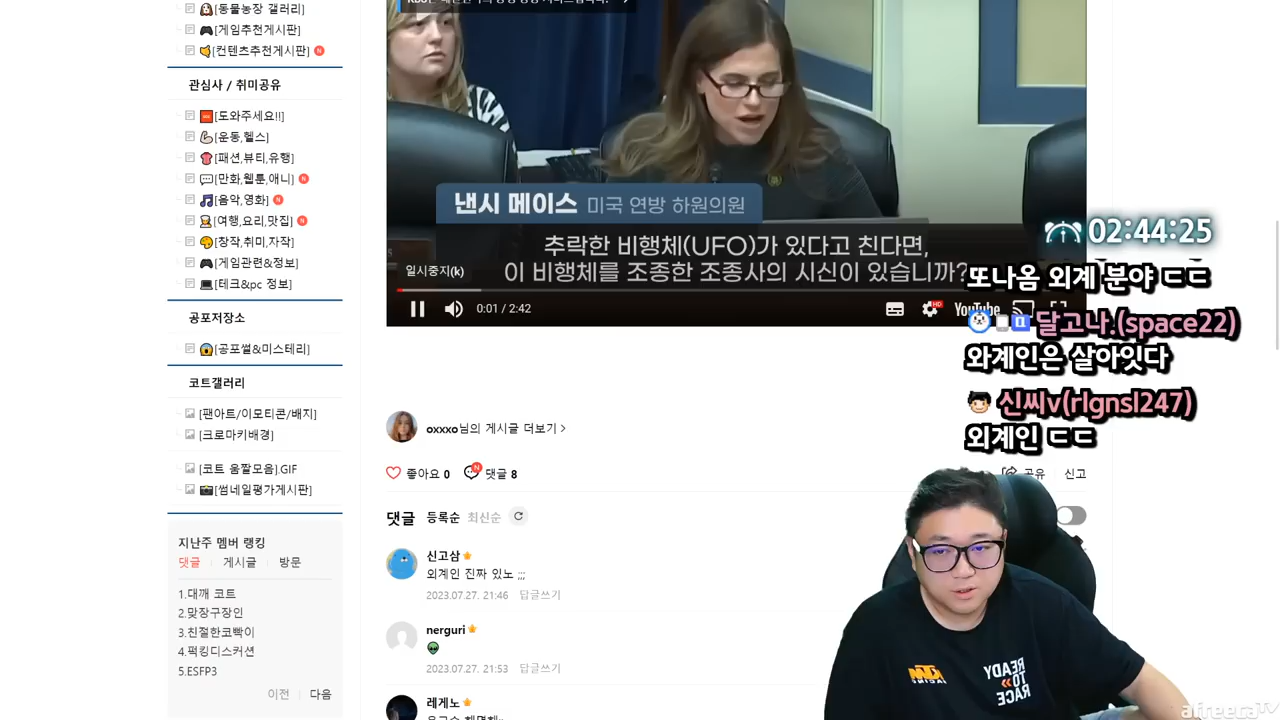 [동물농장 갤러리]
[게임추천게시판]
[컨텐츠추천게시판] N
관심사 / 취미공유
[도와주세요!!]
[운동,헬스]
[패션,뷰티,유행]
[만화,웹툰,애니] N
[음악,영화] N
[여행,요리,맛집] N
[창작,취미,자작]
[게임관련&정보]
[테크&pc 정보]
공포저장소
[공포썰&미스테리]
코트갤러리
[팬아트/이모티콘/배지]
[크로마키배경]
[코트 움짤모음].GIF
[썸네일평가게시판]
지난주 멤버 랭킹
댓글 게시글 방문
1.대깨 코트
2.맞장구장인
3.친절한코빡이
4.퍽킹디스커션
5.ESFP3
이전 다음
낸시 메이스 미국 연방 하원의원
추락한 비행체(UFO)가 있다고 친다면,
이 비행체를 조종한 조종사의 시신이 있습니까?
일시중지(k)
0:01 / 2:42
HD
YouTube
oxxxo님의 게시글 더보기 >
좋아요 0 댓글 8
공유 신고
댓글 등록순 최신순
신고삼
외계인 진짜 있노 ;;;
2023.07.27. 21:46 답글쓰기
nerguri
2023.07.27. 21:53 답글쓰기
레게노
02:44:25
또나옴 외계 분야 ㄷㄷ
달고나.(space22)
와계인은 살아잇다
신씨v(rlgnsl247)
외계인 ㄷㄷ
READY
TO
RACE
KTM
RACING
afreecaTV